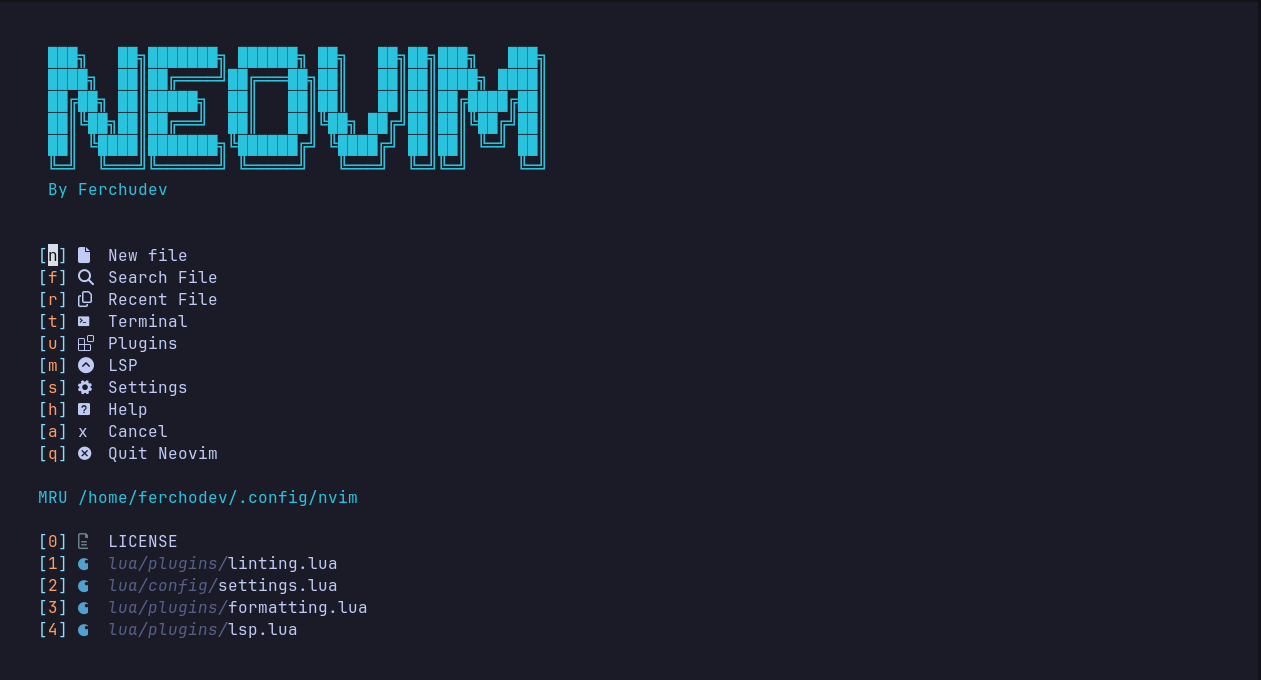 NEOVIM
By Ferchudev
[n] New file
[f] Search File
[r] Recent File
[t] Terminal
[u] Plugins
[m] LSP
[s] Settings
[h] Help
[a] x Cancel
[q] Quit Neovim
MRU /home/ferchodev/.config/nvim
[0] LICENSE
[1] lua/plugins/linting.lua
[2] lua/config/settings.lua
[3] lua/plugins/formatting.lua
[4] lua/plugins/lsp.lua